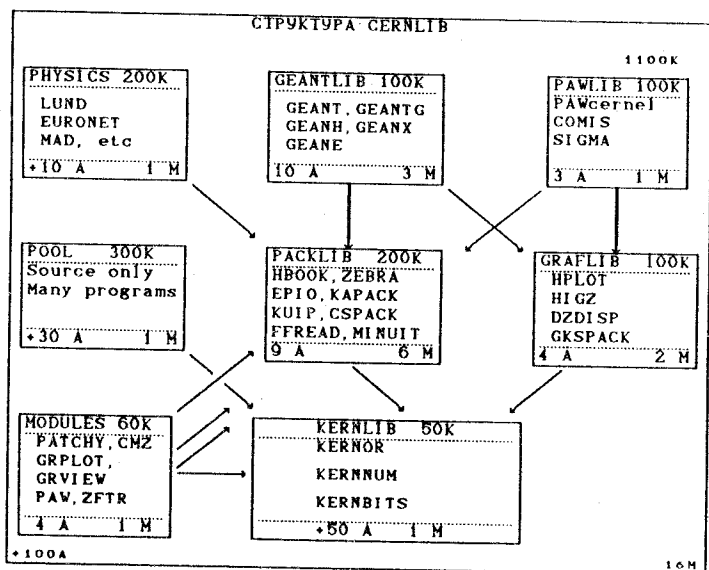 СТРУКТУРА CERNLIB
1100K
PHYSICS 200K
LUND
EURONET
MAD, etc
+10 A 1 M
GEANTLIB 100K
GEANT, GEANTG
GEANH, GEANX
GEANE
10 A 3 M
PAWLIB 100K
PAWcernel
COMIS
SIGMA
3 A 1 M
POOL 300K
Source only
Many programs
+30 A 1 M
PACKLIB 200K
HBOOK, ZEBRA
EPIO, KAPACK
KUIP, CSPACK
FFREAD, MINUIT
9 A 6 M
GRAFLIB 100K
HPLOT
HIGZ
DZDISP
GKSPACK
4 A 2 M
MODULES 60K
PATCHY, CMZ
GRPLOT,
GRVIEW
PAW, ZFTR
4 A 1 M
KERNLIB 50K
KERNOR
KERNNUM
KERNBITS
+50 A 1 M
+100A
16M